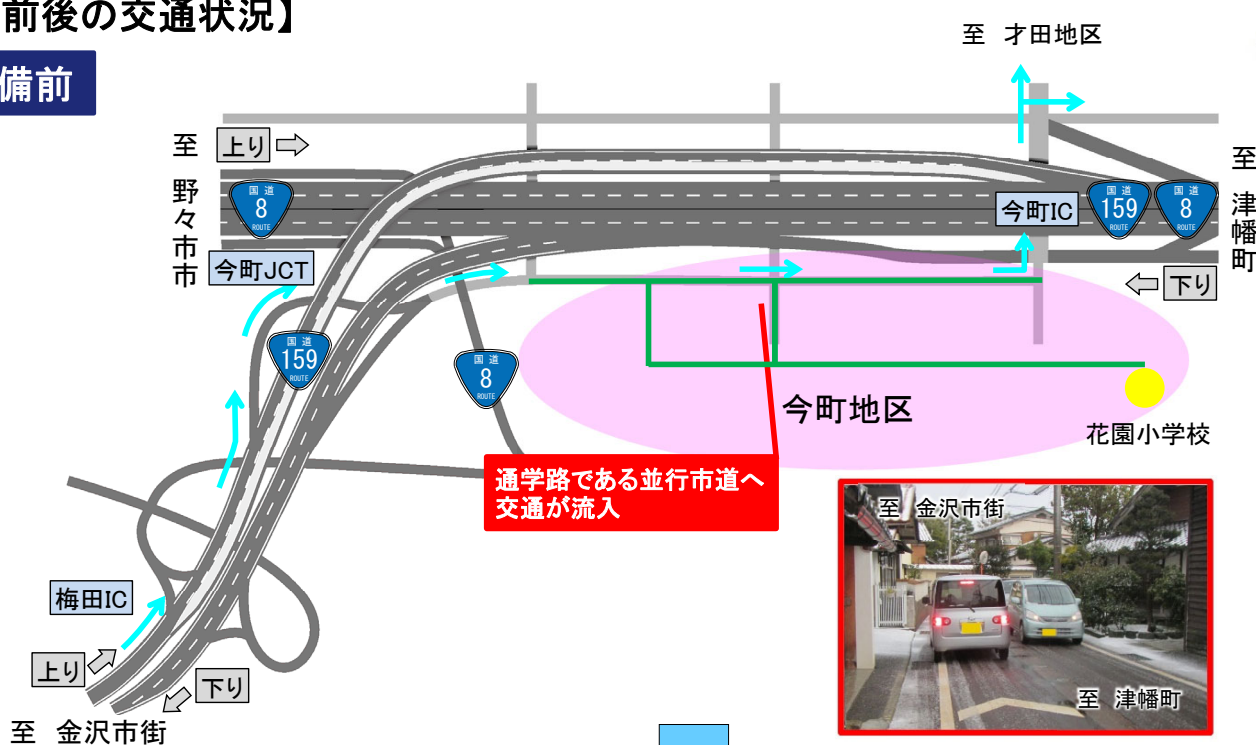 前後の交通状況】
備前
至 才田地区
至 上り
野々市市
国道
8
ROUTE
今町IC
国道
159
ROUTE
国道
8
ROUTE
至 津幡町
今町JCT
下り
国道
159
ROUTE
国道
8
ROUTE
今町地区
花園小学校
通学路である並行市道へ
交通が流入
至 金沢市街
至 津幡町
梅田IC
上り
下り
至 金沢市街